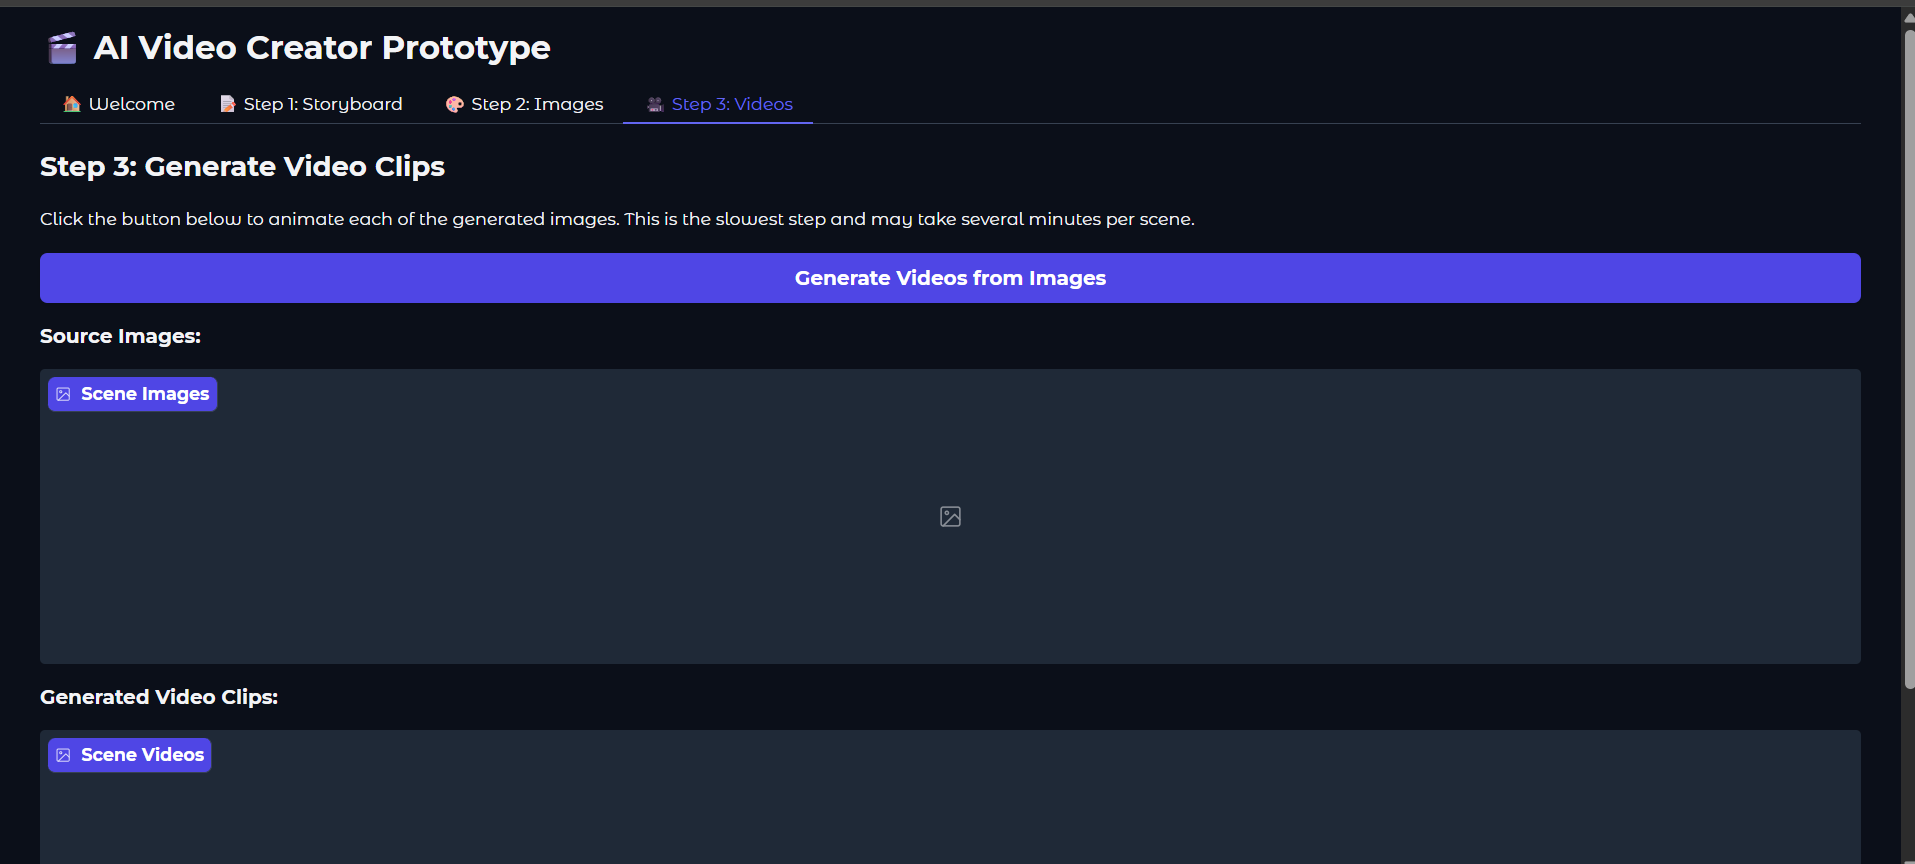 AI Video Creator Prototype
Welcome
Step 1: Storyboard
Step 2: Images
Step 3: Videos
Step 3: Generate Video Clips
Click the button below to animate each of the generated images. This is the slowest step and may take several minutes per scene.
Generate Videos from Images
Source Images:
Scene Images
Generated Video Clips:
Scene Videos